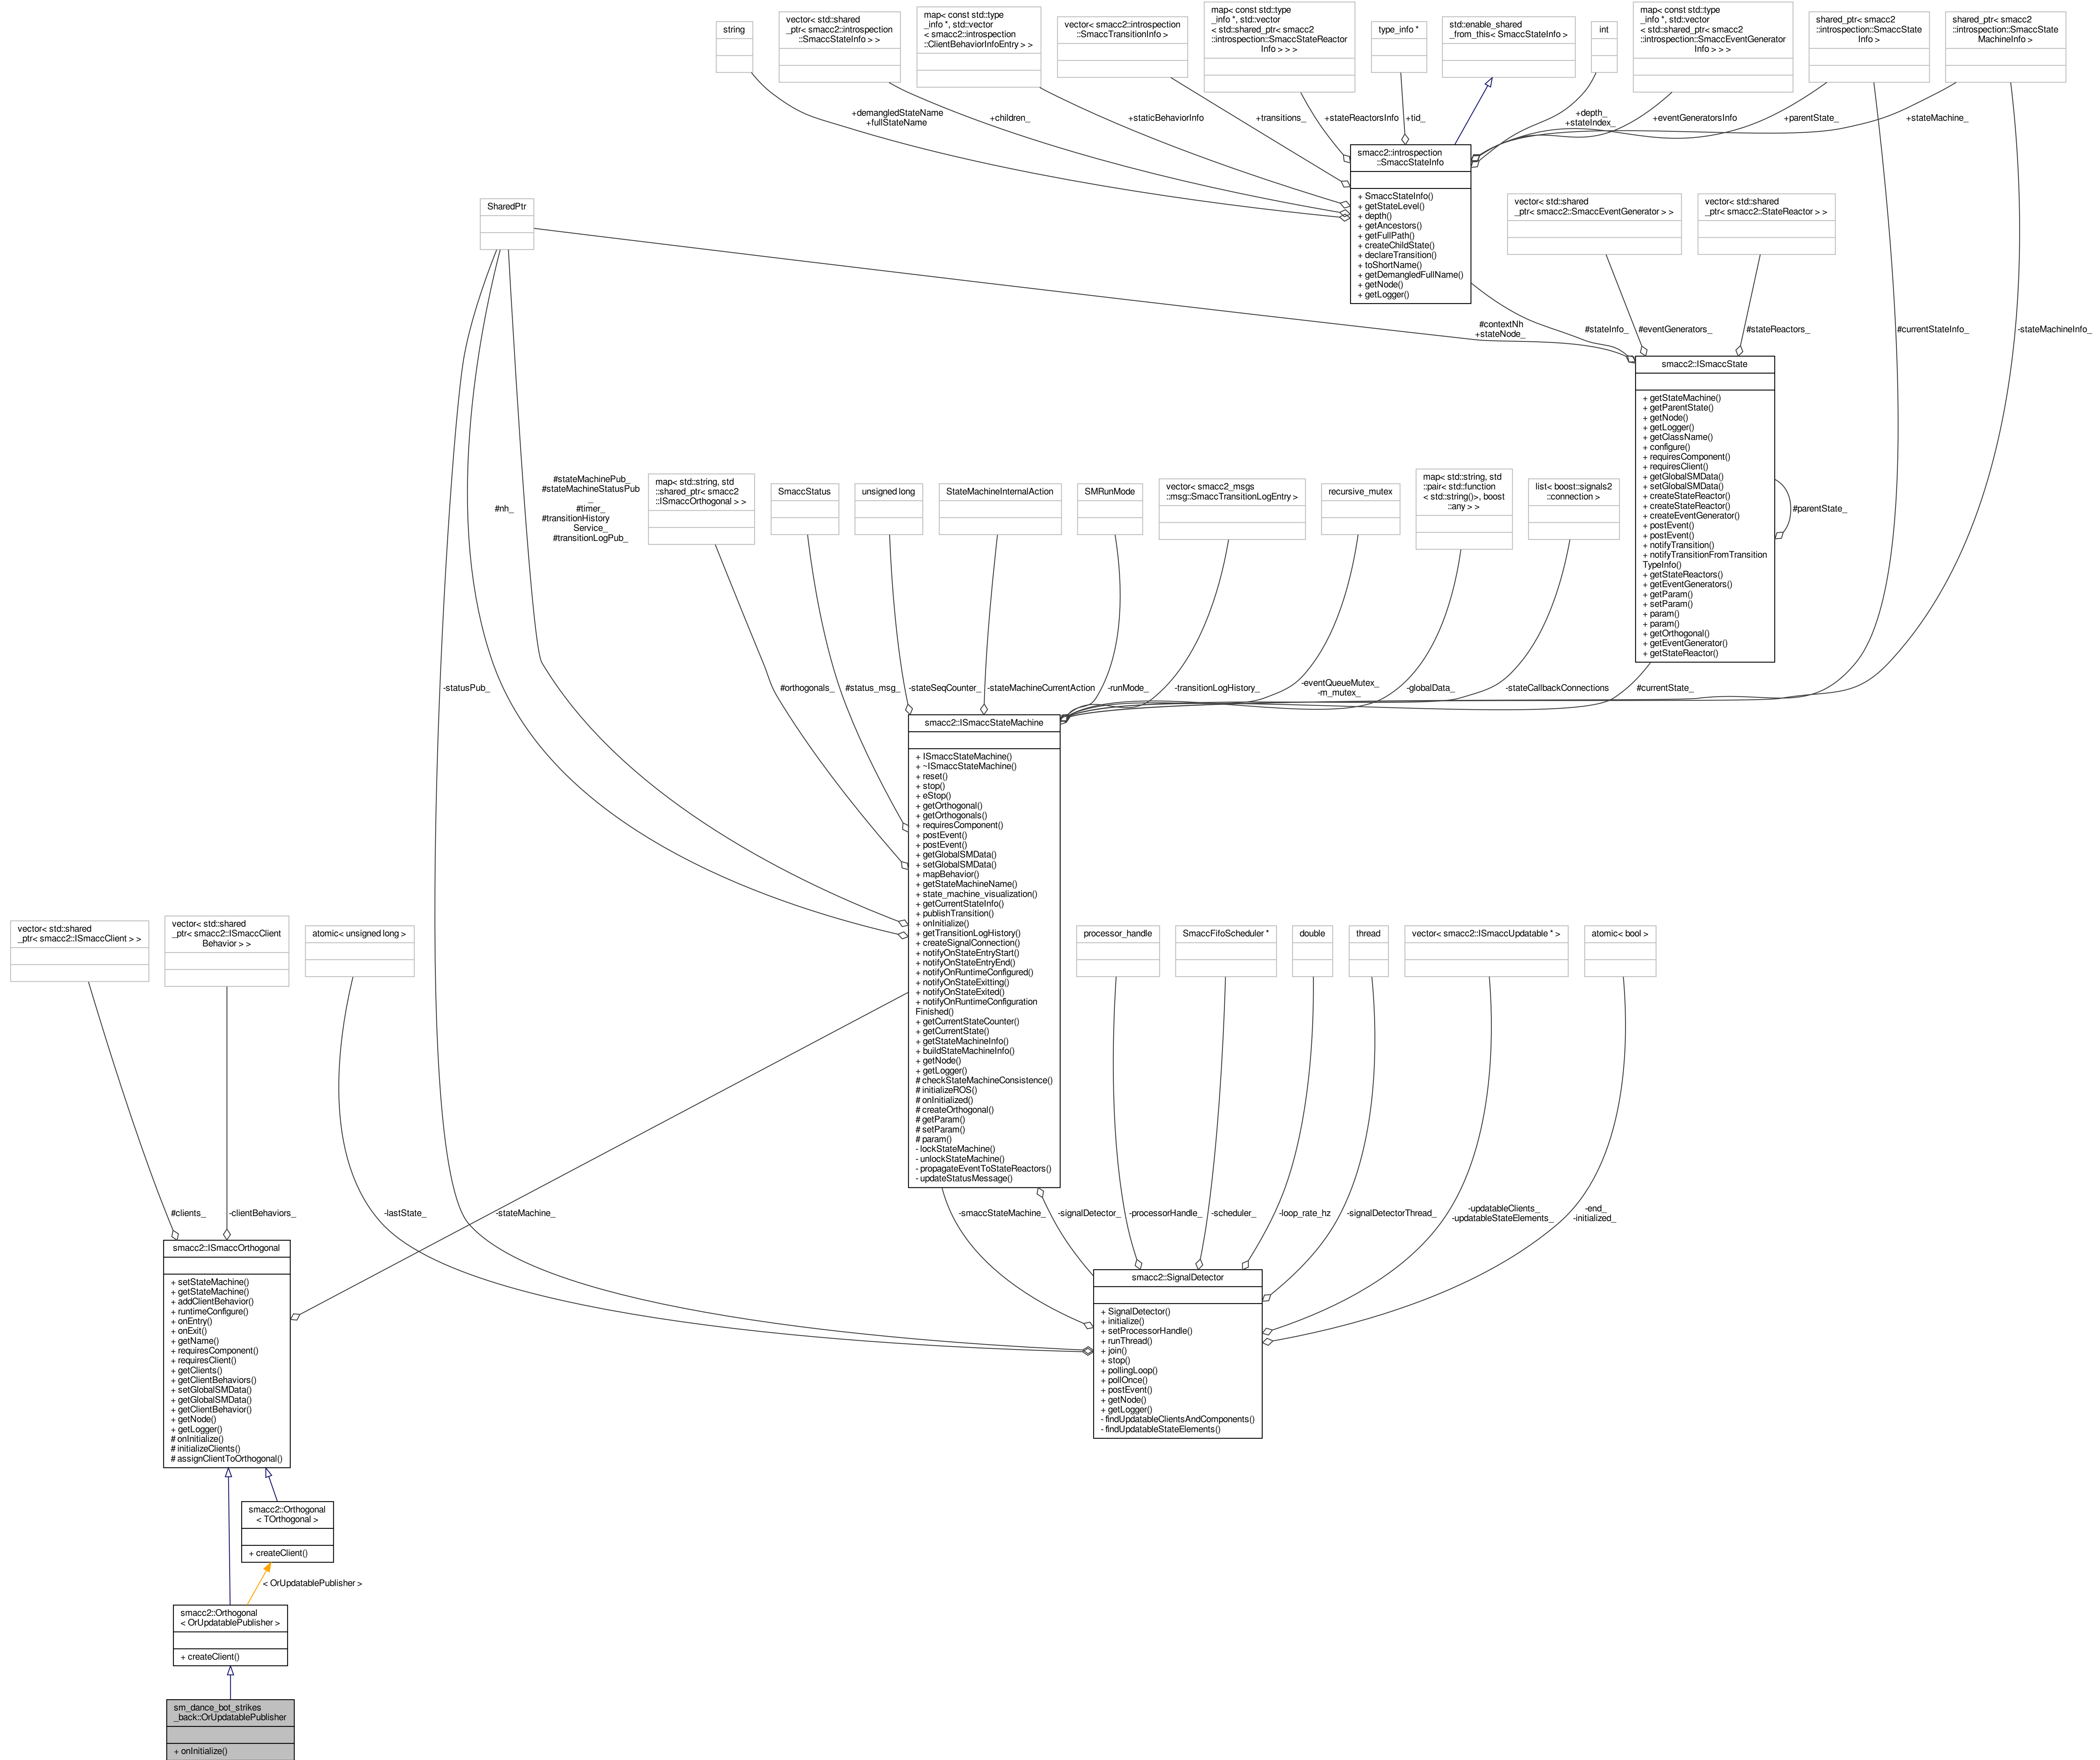 string
vector< std::shared
_ptr< smacc2::introspection
::SmaccStateInfo > >
map< const std::type
_info *, std::vector
< smacc2::introspection
::ClientBehaviorInfoEntry > >
vector< smacc2::introspection
::SmaccTransitionInfo >
map< const std::type
_info *, std::vector
< std::shared_ptr< smacc2
::introspection::SmaccStateReactor
Info > > >
type_info *
std::enable_shared
_from_this< SmaccStateInfo >
int
map< const std::type
_info *, std::vector
< std::shared_ptr< smacc2
::introspection::SmaccEventGenerator
Info > > >
shared_ptr< smacc2
::introspection::SmaccState
Info >
shared_ptr< smacc2
::introspection::SmaccState
MachineInfo >
+demangledStateName
+fullStateName
+children_
+staticBehaviorInfo
+transitions_
+stateReactorsInfo
+tid_
+depth_
+stateIndex_
+eventGeneratorsInfo
+parentState_
+stateMachine_
smacc2::introspection
::SmaccStateInfo
+ SmaccStateInfo()
+ getStateLevel()
+ depth()
+ getAncestors()
+ getFullPath()
+ createChildState()
+ declareTransition()
+ toShortName()
+ getDemangledFullName()
+ getNode()
+ getLogger()
SharedPtr
vector< std::shared
_ptr< smacc2::SmaccEventGenerator > >
vector< std::shared
_ptr< smacc2::StateReactor > >
#contextNh
+stateNode_
#stateInfo_
#eventGenerators_
#stateReactors_
#currentStateInfo_
-stateMachineInfo_
smacc2::ISmaccState
+ getStateMachine()
+ getParentState()
+ getNode()
+ getLogger()
+ getClassName()
+ configure()
+ requiresComponent()
+ requiresClient()
+ getGlobalSMData()
+ setGlobalSMData()
+ createStateReactor()
+ createStateReactor()
+ createEventGenerator()
+ postEvent()
+ postEvent()
+ notifyTransition()
+ notifyTransitionFromTransition
TypeInfo()
+ getStateReactors()
+ getEventGenerators()
+ getParam()
+ setParam()
+ param()
+ param()
+ getOrthogonal()
+ getEventGenerator()
+ getStateReactor()
#parentState_
#nh_
#stateMachinePub_
#stateMachineStatusPub
_
#timer_
#transitionHistory
Service_
#transitionLogPub_
map< std::string, std
::shared_ptr< smacc2
::ISmaccOrthogonal > >
SmaccStatus
unsigned long
StateMachineInternalAction
SMRunMode
vector< smacc2_msgs
::msg::SmaccTransitionLogEntry >
recursive_mutex
map< std::string, std
::pair< std::function
< std::string()>, boost
::any > >
list< boost::signals2
::connection >
-statusPub_
#orthogonals_
#status_msg_
-stateSeqCounter_
-stateMachineCurrentAction
-runMode_
-transitionLogHistory_
-eventQueueMutex_
-m_mutex_
-globalData_
-stateCallbackConnections
#currentState_
smacc2::ISmaccStateMachine
+ ISmaccStateMachine()
+ ~ISmaccStateMachine()
+ reset()
+ stop()
+ eStop()
+ getOrthogonal()
+ getOrthogonals()
+ requiresComponent()
+ postEvent()
+ postEvent()
+ getGlobalSMData()
+ setGlobalSMData()
+ mapBehavior()
+ getStateMachineName()
+ state_machine_visualization()
+ getCurrentStateInfo()
+ publishTransition()
+ onInitialize()
+ getTransitionLogHistory()
+ createSignalConnection()
+ notifyOnStateEntryStart()
+ notifyOnStateEntryEnd()
+ notifyOnRuntimeConfigured()
+ notifyOnStateExitting()
+ notifyOnStateExited()
+ notifyOnRuntimeConfiguration
Finished()
+ getCurrentStateCounter()
+ getCurrentState()
+ getStateMachineInfo()
+ buildStateMachineInfo()
+ getNode()
+ getLogger()
# checkStateMachineConsistence()
# initializeROS()
# onInitialized()
# createOrthogonal()
# getParam()
# setParam()
# param()
- lockStateMachine()
- unlockStateMachine()
- propagateEventToStateReactors()
- updateStatusMessage()
vector< std::shared
_ptr< smacc2::ISmaccClient > >
vector< std::shared
_ptr< smacc2::ISmaccClient
Behavior > >
atomic< unsigned long >
processor_handle
SmaccFifoScheduler *
double
thread
vector< smacc2::ISmaccUpdatable * >
atomic< bool >
#clients_
-clientBehaviors_
-lastState_
-stateMachine_
-smaccStateMachine_
-signalDetector_
-processorHandle_
-scheduler_
-loop_rate_hz
-signalDetectorThread_
-updatableClients_
-updatableStateElements_
-end_
-initialized_
smacc2::ISmaccOrthogonal
+ setStateMachine()
+ getStateMachine()
+ addClientBehavior()
+ runtimeConfigure()
+ onEntry()
+ onExit()
+ getName()
+ requiresComponent()
+ requiresClient()
+ getClients()
+ getClientBehaviors()
+ setGlobalSMData()
+ getGlobalSMData()
+ getClientBehavior()
+ getNode()
+ getLogger()
# onInitialize()
# initializeClients()
# assignClientToOrthogonal()
smacc2::SignalDetector
+ SignalDetector()
+ initialize()
+ setProcessorHandle()
+ runThread()
+ join()
+ stop()
+ pollingLoop()
+ pollOnce()
+ postEvent()
+ getNode()
+ getLogger()
- findUpdatableClientsAndComponents()
- findUpdatableStateElements()
smacc2::Orthogonal
< TOrthogonal >
+ createClient()
< OrUpdatablePublisher >
smacc2::Orthogonal
< OrUpdatablePublisher >
+ createClient()
sm_dance_bot_strikes
_back::OrUpdatablePublisher
+ onInitialize()